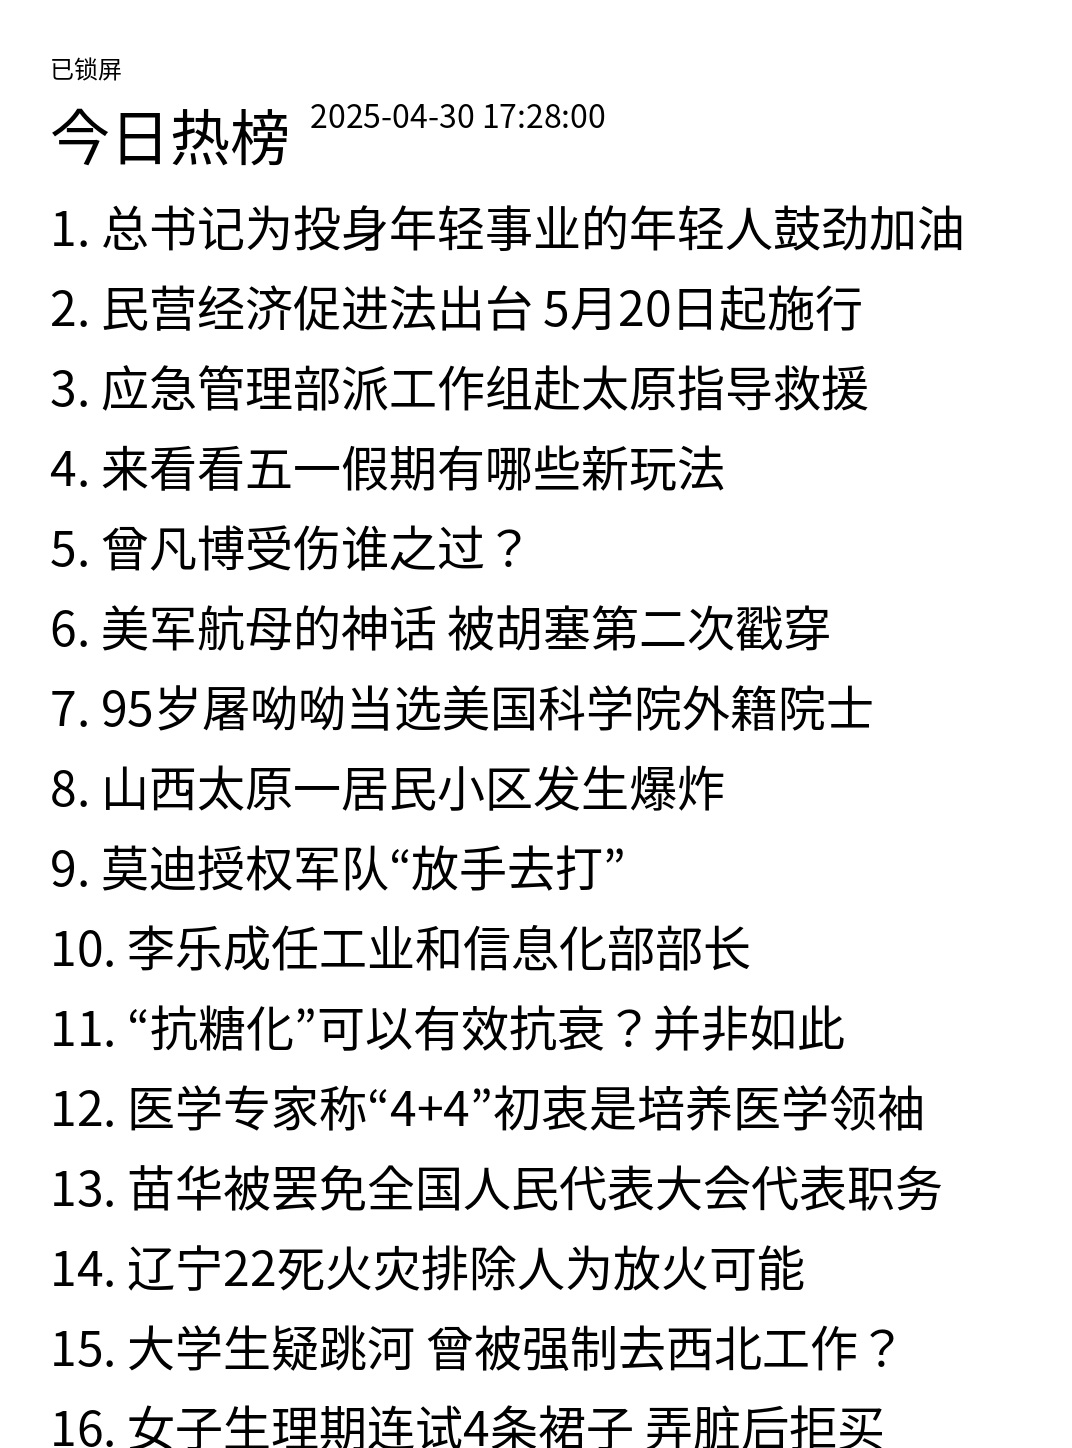 已锁屏
今日热榜 2025-04-30 17:28:00
1. 总书记为投身年轻事业的年轻人鼓劲加油
2. 民营经济促进法出台 5月20日起施行
3. 应急管理部派工作组赴太原指导救援
4. 来看看五一假期有哪些新玩法
5. 曾凡博受伤谁之过？
6. 美军航母的神话 被胡塞第二次戳穿
7. 95岁屠呦呦当选美国科学院外籍院士
8. 山西太原一居民小区发生爆炸
9. 莫迪授权军队“放手去打”
10. 李乐成任工业和信息化部部长
11. “抗糖化”可以有效抗衰？并非如此
12. 医学专家称“4+4”初衷是培养医学领袖
13. 苗华被罢免全国人民代表大会代表职务
14. 辽宁22死火灾排除人为放火可能
15. 大学生疑跳河 曾被强制去西北工作？
16. 女子生理期连试4条裙子 弄脏后拒买